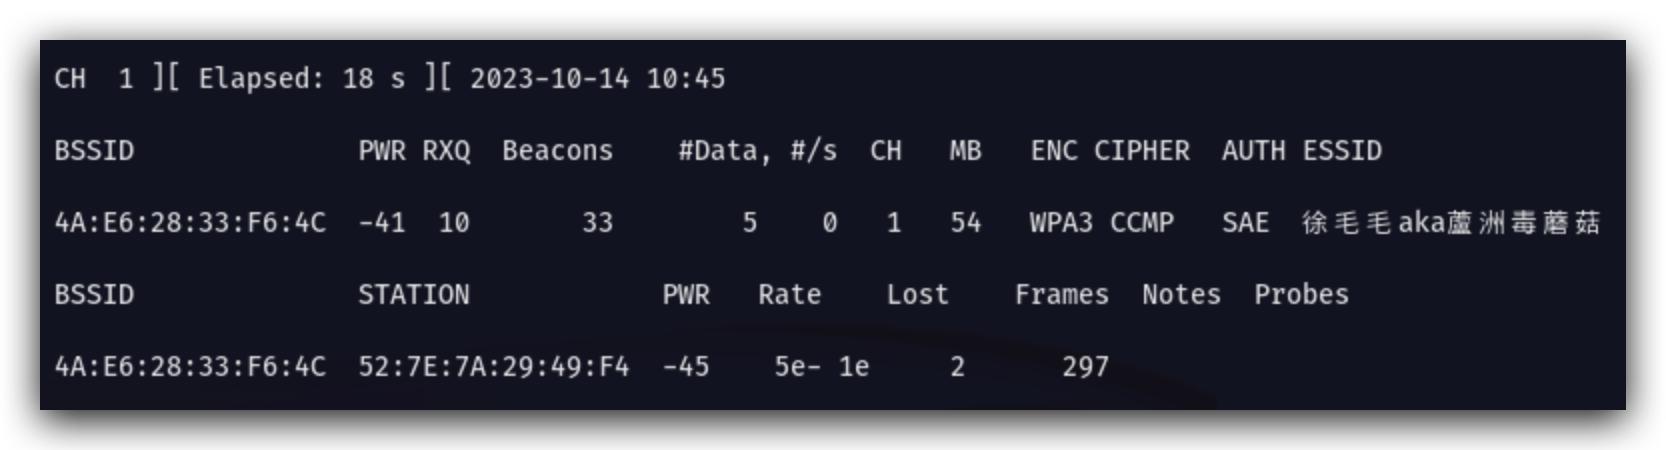 CH  1 ][ Elapsed: 18 s ][ 2023-10-14 10:45
BSSID              PWR RXQ  Beacons    #Data, #/s  CH   MB   ENC CIPHER  AUTH ESSID
4A:E6:28:33:F6:4C  -41  10       33        5    0   1   54   WPA3 CCMP   SAE  徐毛毛aka蘆洲毒蘑菇
BSSID              STATION            PWR   Rate    Lost    Frames  Notes  Probes
4A:E6:28:33:F6:4C  52:7E:7A:29:49:F4  -45    5e- 1e     2      297